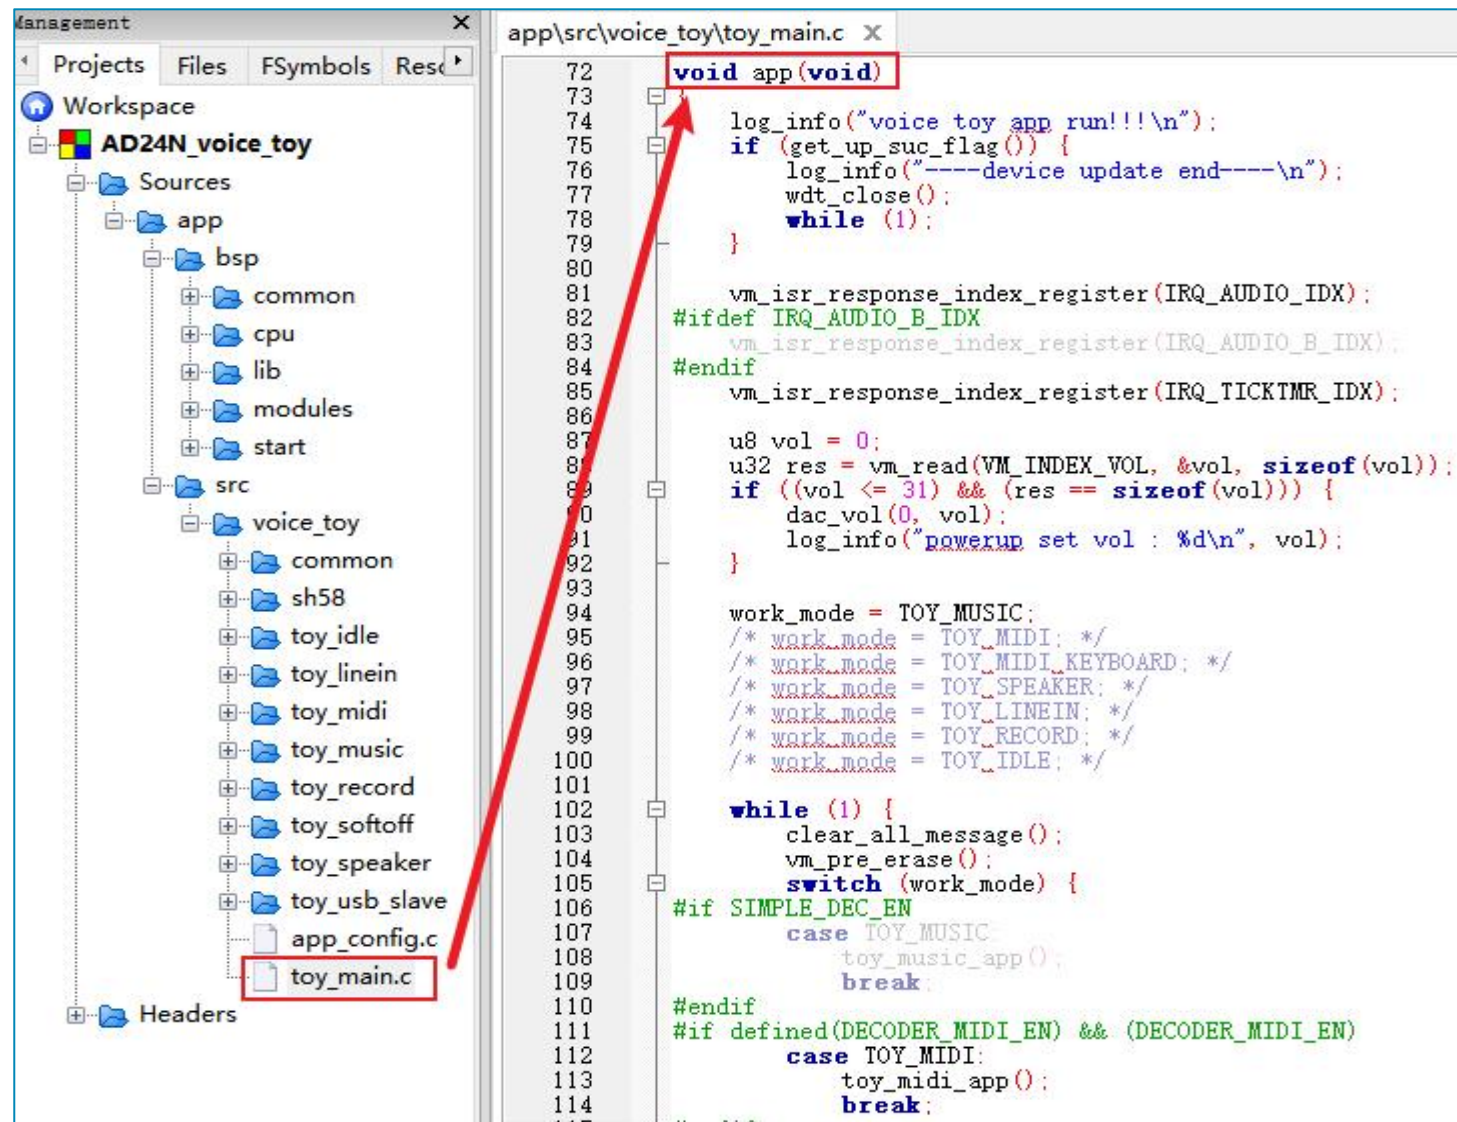 Management
Projects Files FSymbols Reso
Workspace
AD24N_voice_toy
Sources
app
bsp
common
cpu
lib
modules
start
src
voice_toy
common
sh58
toy_idle
toy_linein
toy_midi
toy_music
toy_record
toy_softoff
toy_speaker
toy_usb_slave
app_config.c
toy_main.c
Headers
app\src\voice_toy\toy_main.c
72 void app(void)
73 {
74 log_info("voice toy app run!!!\n");
75 if (get_up_suc_flag()) {
76 log_info("----device update end----\n");
77 wdt_close();
78 while (1);
79 }
80
81 vm_isr_response_index_register(IRQ_AUDIO_IDX);
82 #ifdef IRQ_AUDIO_B_IDX
83 vm_isr_response_index_register(IRQ_AUDIO_B_IDX);
84 #endif
85 vm_isr_response_index_register(IRQ_TICKTMR_IDX);
86
87 u8 vol = 0;
88 u32 res = vm_read(VM_INDEX_VOL, &vol, sizeof(vol));
89 if ((vol <= 31) && (res == sizeof(vol))) {
90 dac_vol(0, vol);
91 log_info("powerup set vol : %d\n", vol);
92 }
93
94 work_mode = TOY_MUSIC;
95 /* work_mode = TOY_MIDI; */
96 /* work_mode = TOY_MIDI_KEYBOARD; */
97 /* work_mode = TOY_SPEAKER; */
98 /* work_mode = TOY_LINEIN; */
99 /* work_mode = TOY_RECORD; */
100 /* work_mode = TOY_IDLE; */
101
102 while (1) {
103 clear_all_message();
104 vm_pre_erase();
105 switch (work_mode) {
106 #if SIMPLE_DEC_EN
107 case TOY_MUSIC:
108 toy_music_app();
109 break;
110 #endif
111 #if defined(DECODER_MIDI_EN) && (DECODER_MIDI_EN)
112 case TOY_MIDI:
113 toy_midi_app();
114 break;